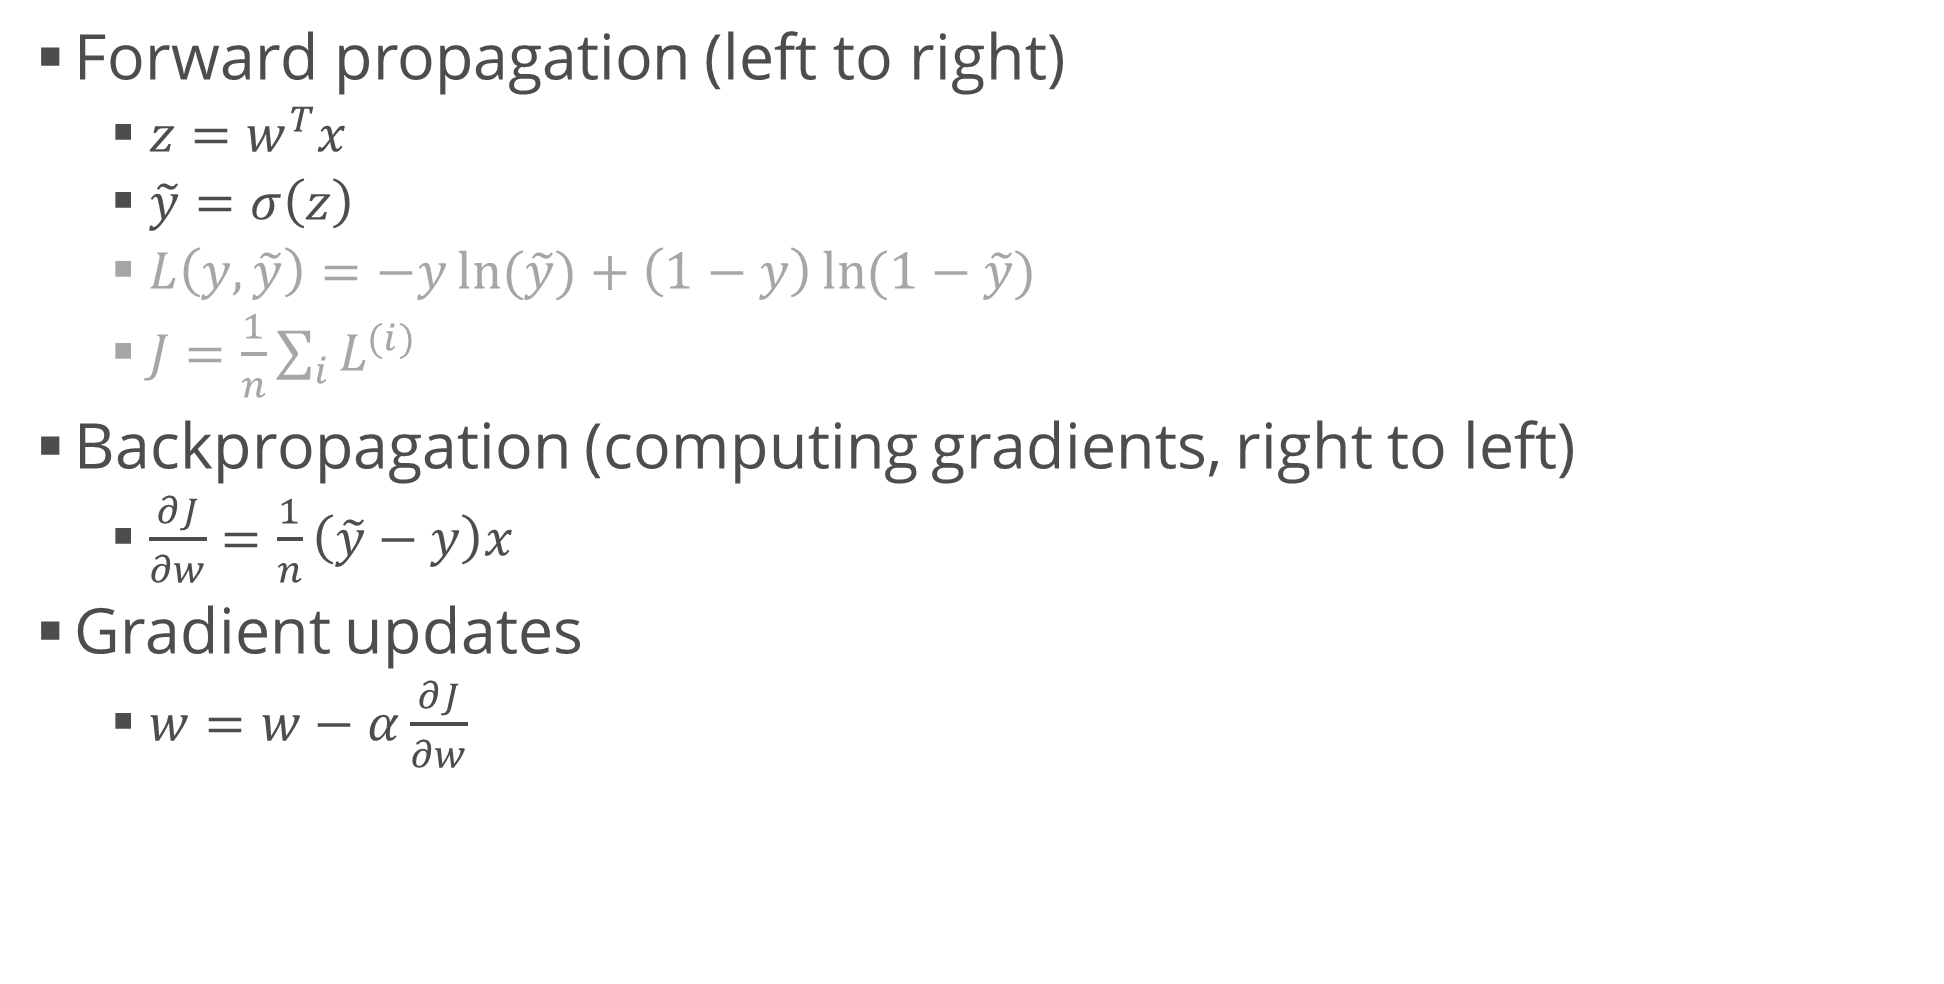 ▪ Forward propagation (left to right)
▪ z = w^T x
▪ ỹ = σ(z)
▪ L(y, ỹ) = −y ln(ỹ) + (1 − y) ln(1 − ỹ)
▪ J = 1/n ∑_i L^(i)
▪ Backpropagation (computing gradients, right to left)
▪ ∂J/∂w = 1/n (ỹ − y)x
▪ Gradient updates
▪ w = w − α ∂J/∂w